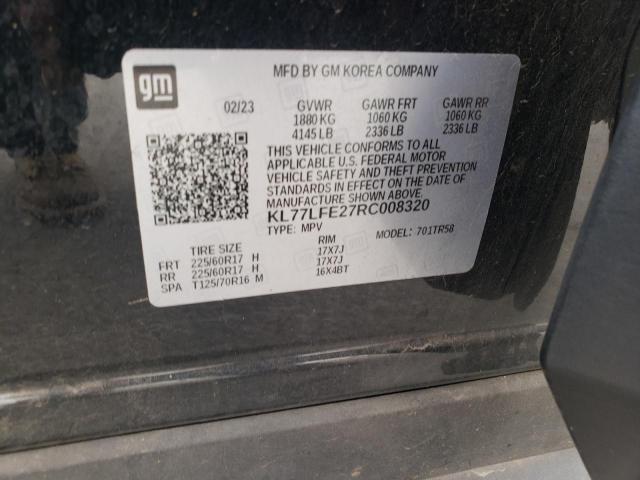 gm
MFD BY GM KOREA COMPANY
02/23 GVWR GAWR FRT GAWR RR
1880 KG 1060 KG 1060 KG
4145 LB 2336 LB 2336 LB
THIS VEHICLE CONFORMS TO ALL
APPLICABLE U.S. FEDERAL MOTOR
VEHICLE SAFETY AND THEFT PREVENTION
STANDARDS IN EFFECT ON THE DATE OF
MANUFACTURE SHOWN ABOVE.
KL77LFE27RC008320
TYPE: MPV MODEL: 701TR58
TIRE SIZE RIM
FRT 225/60R17 H 17X7J
RR 225/60R17 H 17X7J
SPA T125/70R16 M 16X4BT